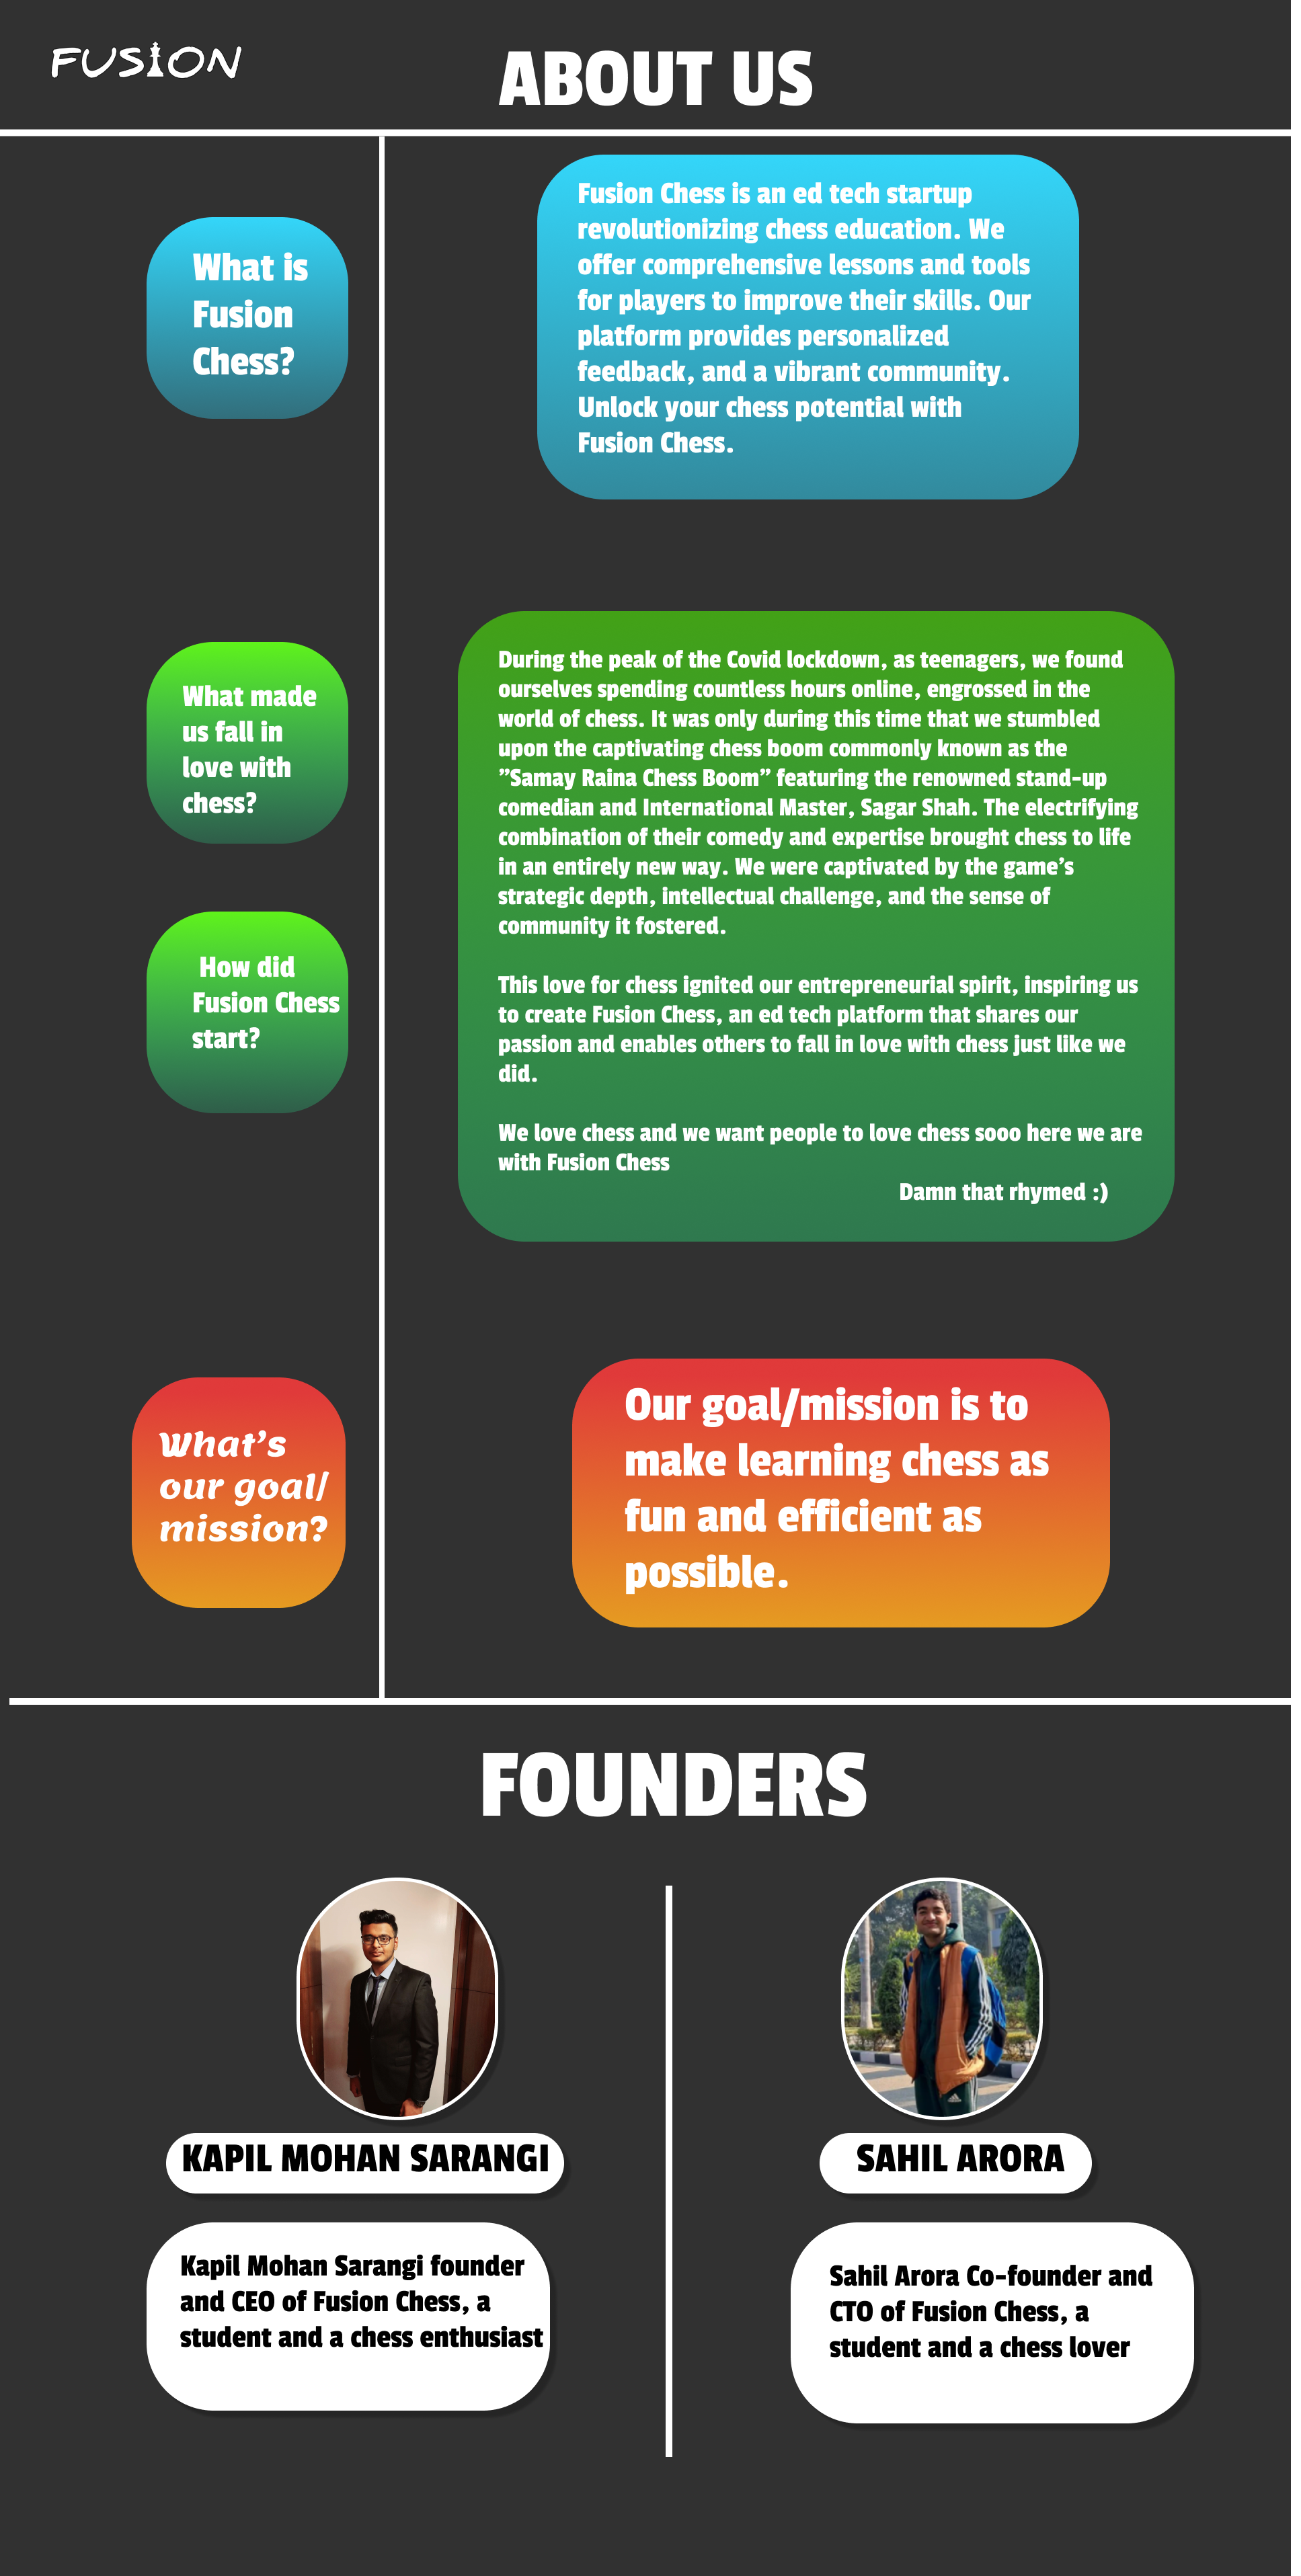 FUSION
ABOUT US
What is
Fusion
Chess?
Fusion Chess is an ed tech startup
revolutionizing chess education. We
offer comprehensive lessons and tools
for players to improve their skills. Our
platform provides personalized
feedback, and a vibrant community.
Unlock your chess potential with
Fusion Chess.
What made
us fall in
love with
chess?
How did
Fusion Chess
start?
During the peak of the Covid lockdown, as teenagers, we found
ourselves spending countless hours online, engrossed in the
world of chess. It was only during this time that we stumbled
upon the captivating chess boom commonly known as the
"Samay Raina Chess Boom" featuring the renowned stand-up
comedian and International Master, Sagar Shah. The electrifying
combination of their comedy and expertise brought chess to life
in an entirely new way. We were captivated by the game's
strategic depth, intellectual challenge, and the sense of
community it fostered.
This love for chess ignited our entrepreneurial spirit, inspiring us
to create Fusion Chess, an ed tech platform that shares our
passion and enables others to fall in love with chess just like we
did.
We love chess and we want people to love chess sooo here we are
with Fusion Chess
Damn that rhymed :)
What's
our goal/
mission?
Our goal/mission is to
make learning chess as
fun and efficient as
possible.
FOUNDERS
KAPIL MOHAN SARANGI
Kapil Mohan Sarangi founder
and CEO of Fusion Chess, a
student and a chess enthusiast
SAHIL ARORA
Sahil Arora Co-founder and
CTO of Fusion Chess, a
student and a chess lover